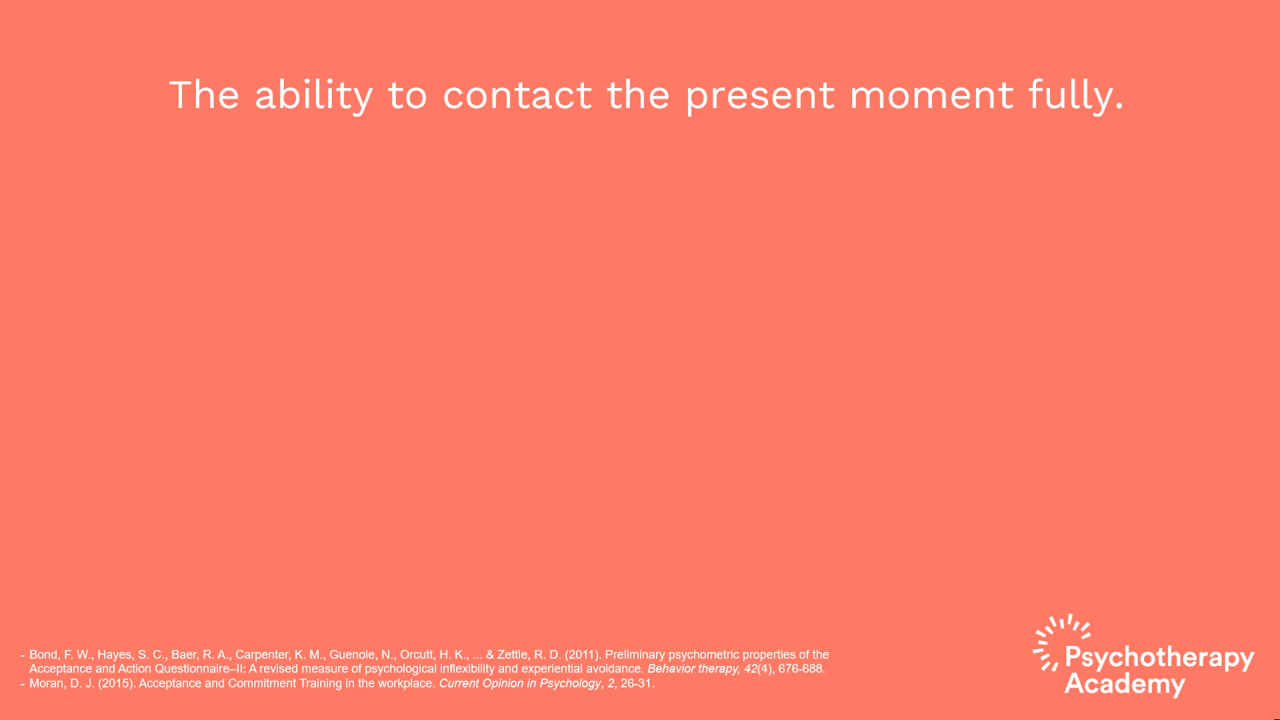 The ability to contact the present moment fully.
- Bond, F. W., Hayes, S. C., Baer, R. A., Carpenter, K. M., Guenole, N., Orcutt, H. K., ... & Zettle, R. D. (2011). Preliminary psychometric properties of the
Acceptance and Action Questionnaire–II: A revised measure of psychological inflexibility and experiential avoidance. Behavior therapy, 42(4), 676-688.
- Moran, D. J. (2015). Acceptance and Commitment Training in the workplace. Current Opinion in Psychology, 2, 26-31.
Psychotherapy
Academy